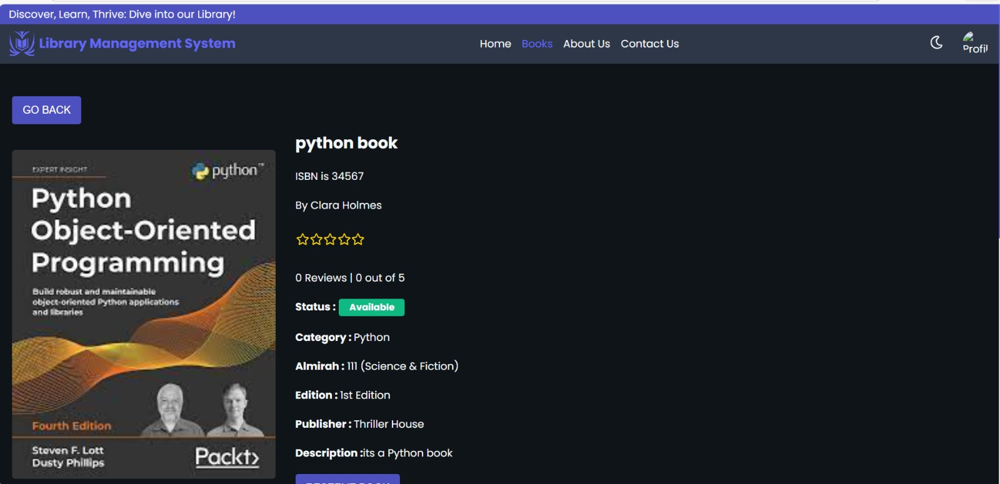 Discover, Learn, Thrive: Dive into our Library!
Library Management System
Home Books About Us Contact Us
Profil
GO BACK
EXPERT INSIGHT
python™
Python
Object-Oriented
Programming
Build robust and maintainable
object-oriented Python applications
and libraries
Fourth Edition
Steven F. Lott
Dusty Phillips
Packt>
python book
ISBN is 34567
By Clara Holmes
0 Reviews | 0 out of 5
Status : Available
Category : Python
Almirah : 111 (Science & Fiction)
Edition : 1st Edition
Publisher : Thriller House
Description :its a Python book